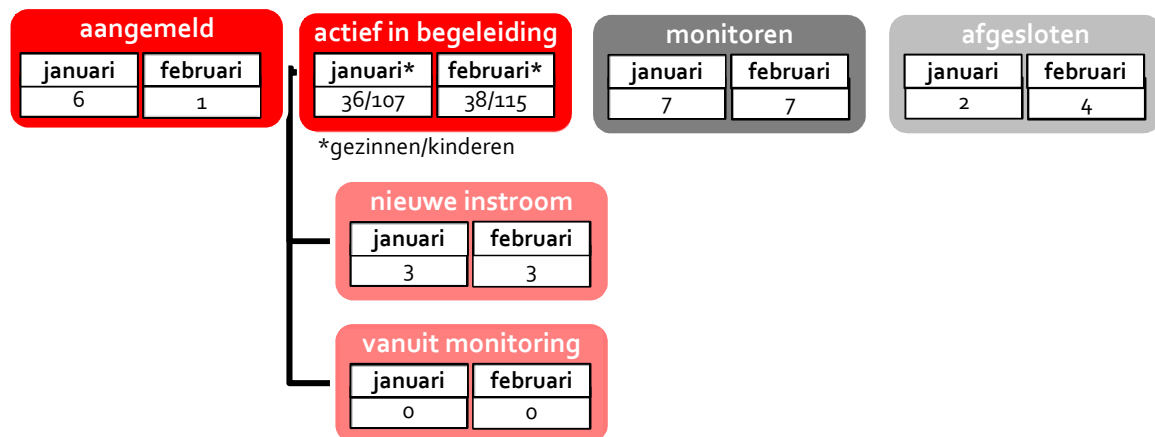 aangemeld
januari februari
6 1
actief in begeleiding
januari* februari*
36/107 38/115
*gezinnen/kinderen
monitoren
januari februari
7 7
afgesloten
januari februari
2 4
nieuwe instroom
januari februari
3 3
vanuit monitoring
januari februari
0 0